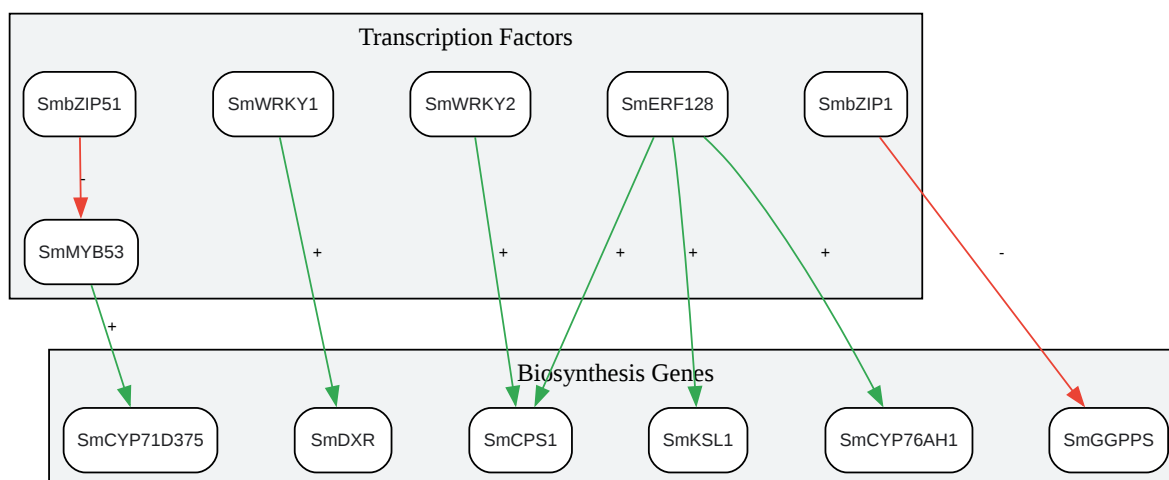 Transcription Factors
SmbZIP51
SmWRKY1
SmWRKY2
SmERF128
SmbZIP1
-
SmMYB53
+
+
+
+
+
-
+
Biosynthesis Genes
SmCYP71D375
SmDXR
SmCPS1
SmKSL1
SmCYP76AH1
SmGGPPS